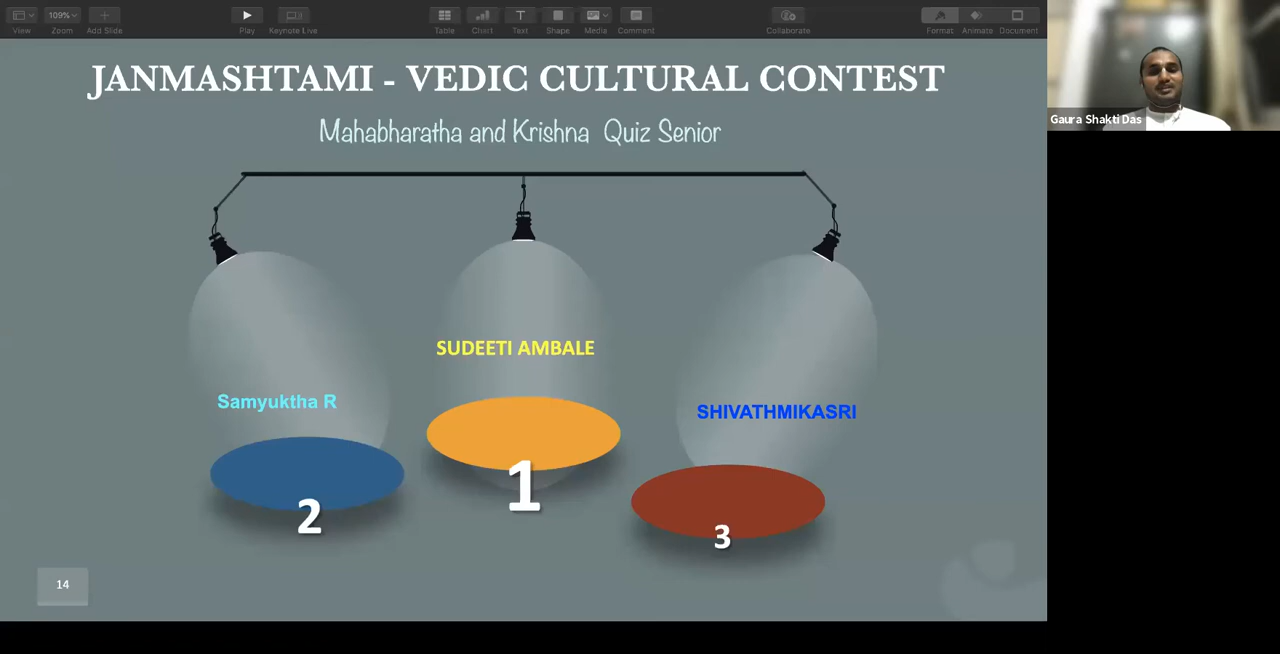 109%
View
Zoom
Add Slide
Play
Keynote Live
Table
Chart
Text
Shape
Media
Comment
Collaborate
Format
Animate
Document
JANMASHTAMI - VEDIC CULTURAL CONTEST
Mahabharatha and Krishna Quiz Senior
Gaura Shakti Das
SUDEETI AMBALE
Samyuktha R
SHIVATHMIKASRI
1
2
3
14